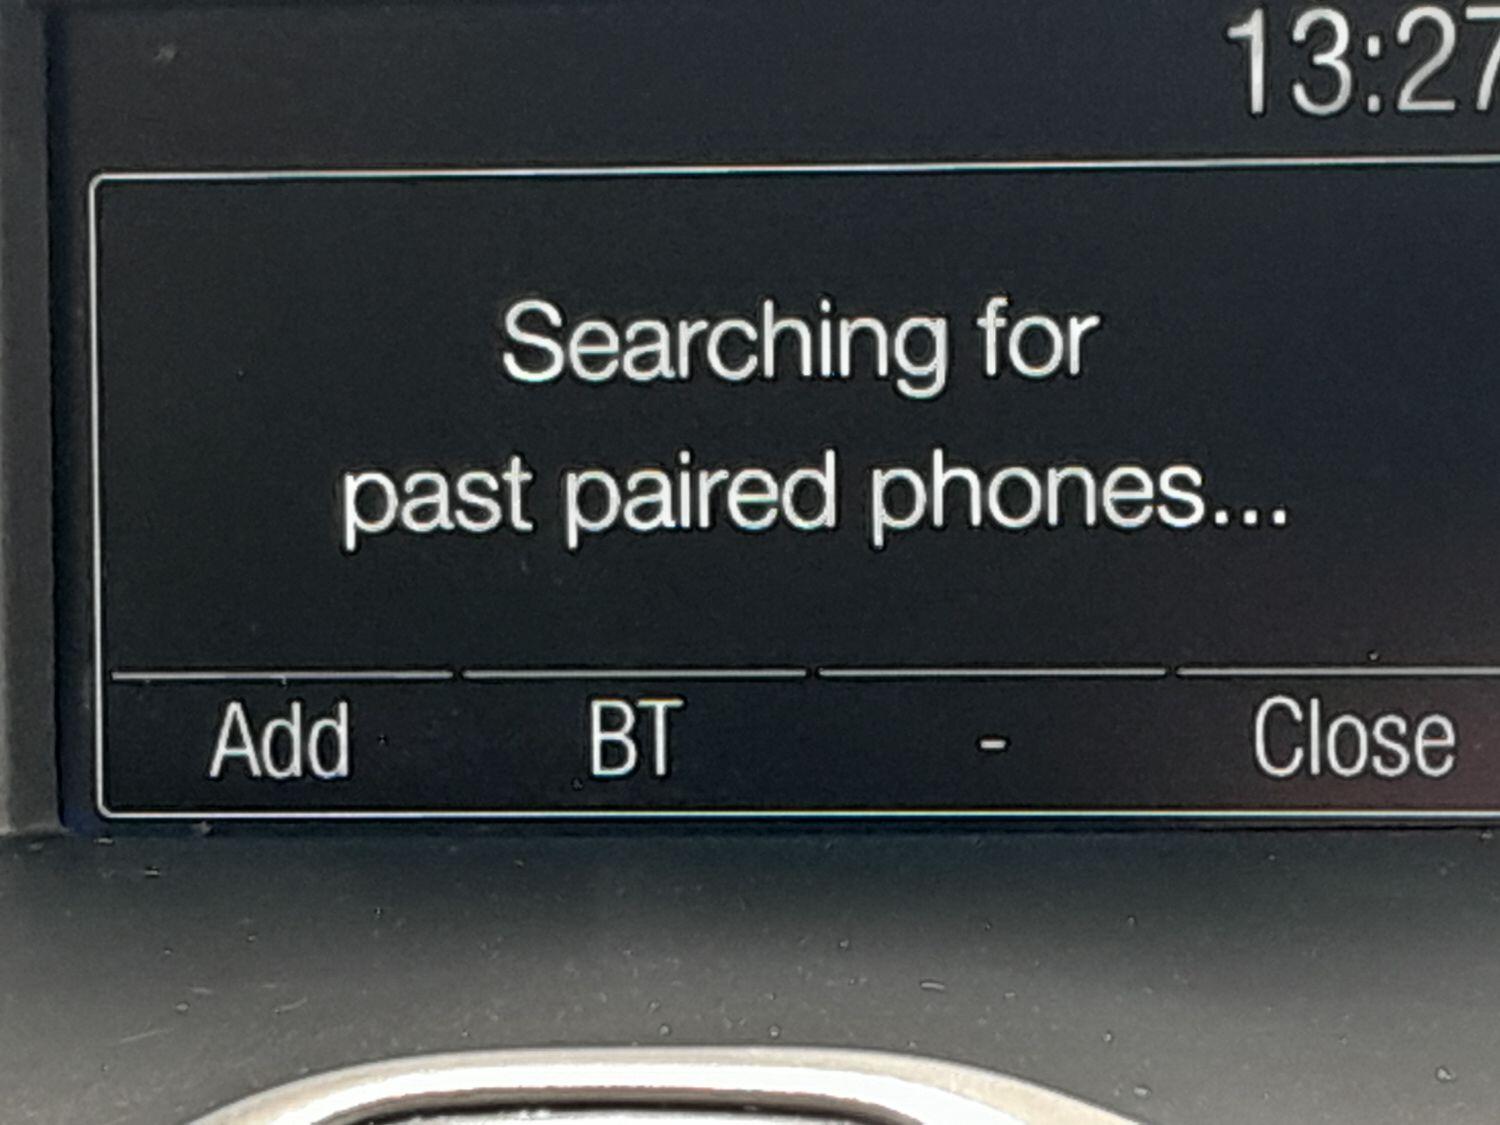 13:27
Searching for
past paired phones...
Add BT - Close